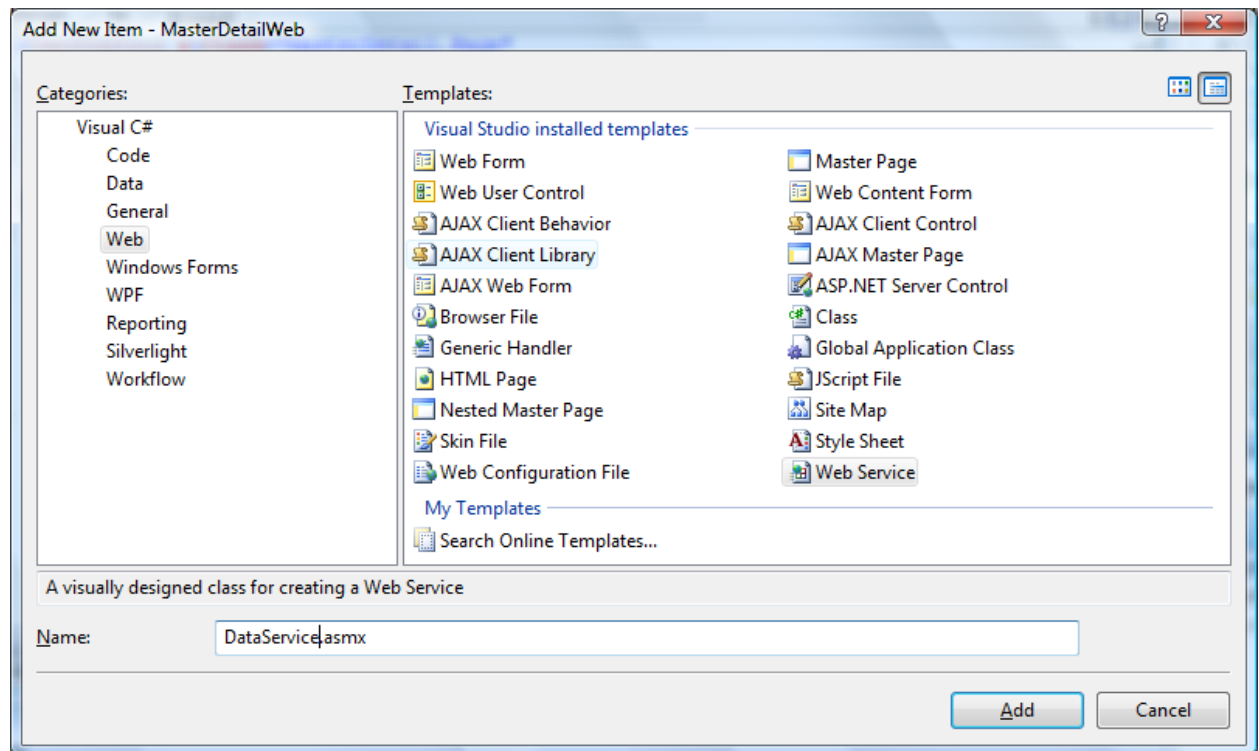 Add New Item - MasterDetailWeb
Categories:
Templates:
Visual C#
Code
Data
General
Web
Windows Forms
WPF
Reporting
Silverlight
Workflow
Visual Studio installed templates
Web Form
Master Page
Web User Control
Web Content Form
AJAX Client Behavior
AJAX Client Control
AJAX Client Library
AJAX Master Page
AJAX Web Form
ASP.NET Server Control
Browser File
Class
Generic Handler
Global Application Class
HTML Page
JScript File
Nested Master Page
Site Map
Skin File
Style Sheet
Web Configuration File
Web Service
My Templates
Search Online Templates...
A visually designed class for creating a Web Service
Name:
DataService.asmx
Add
Cancel